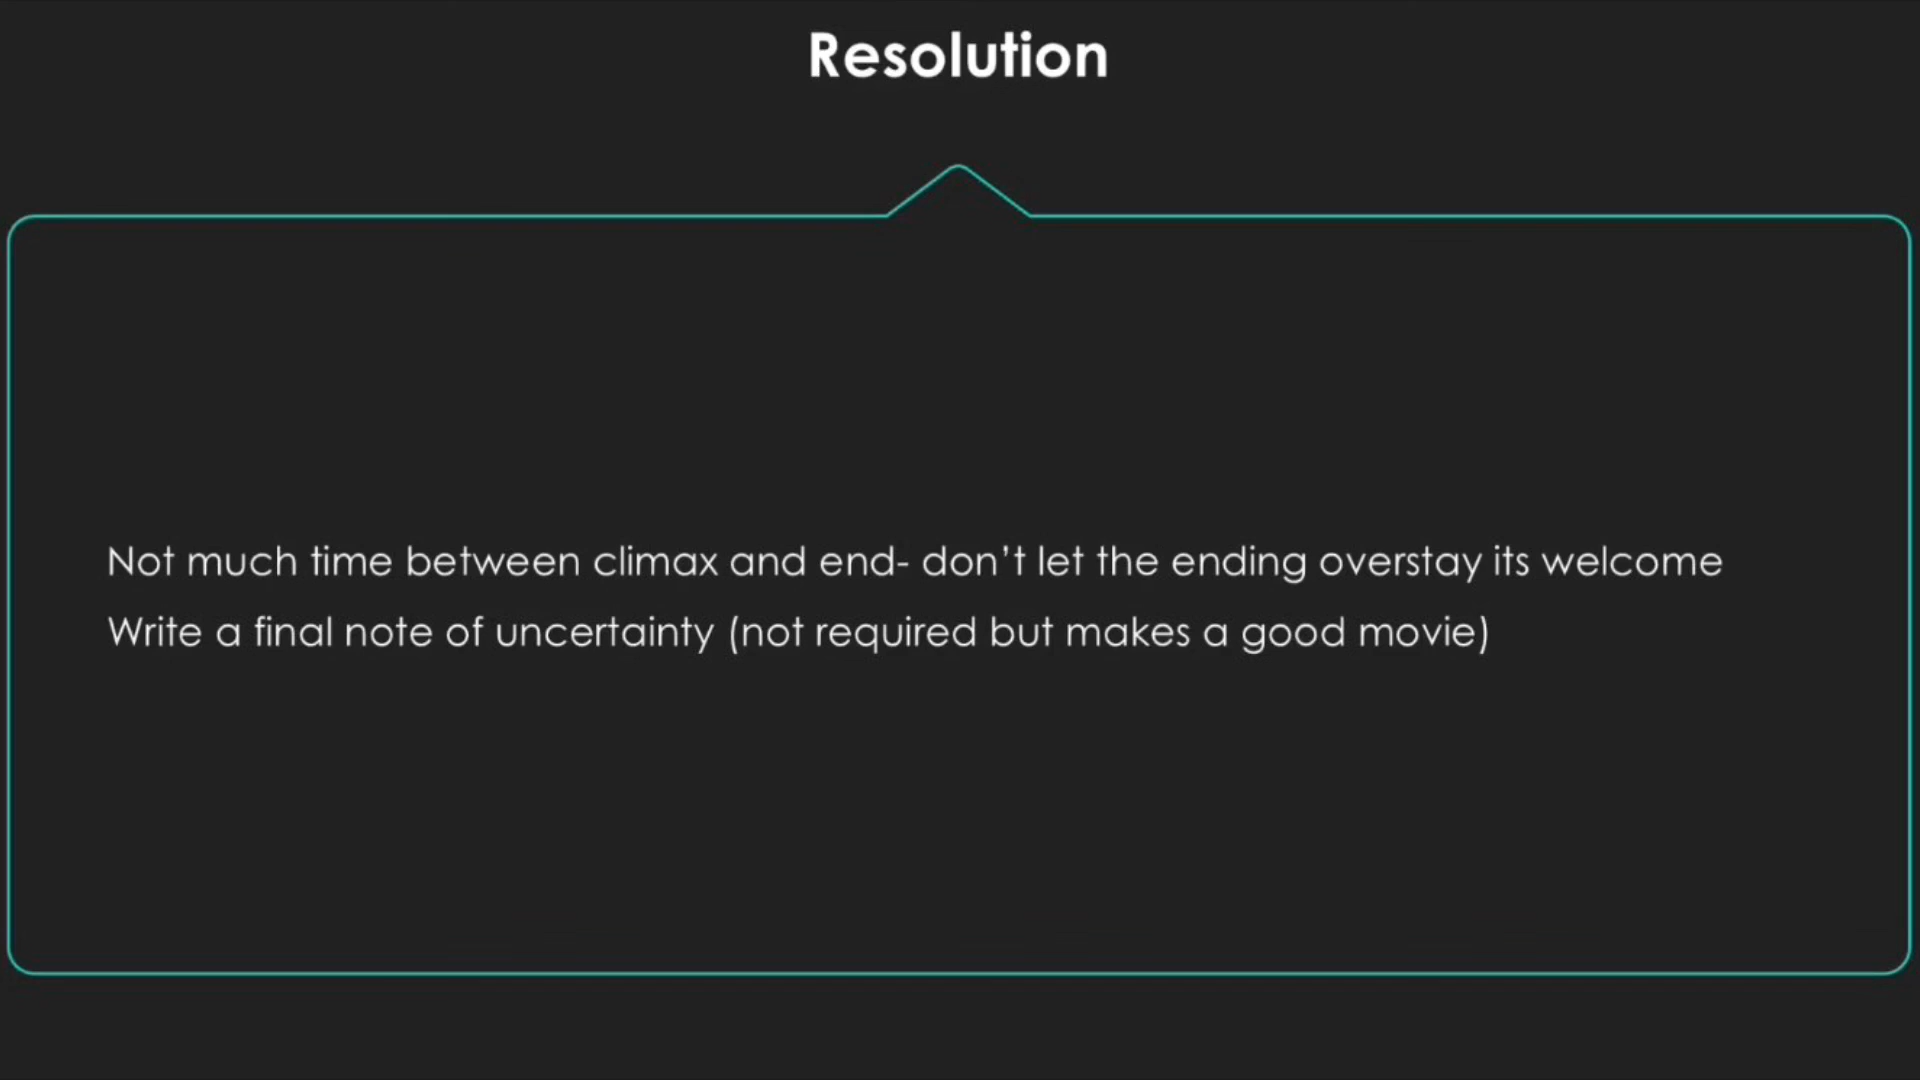 Resolution
Not much time between climax and end- don’t let the ending overstay its welcome
Write a final note of uncertainty (not required but makes a good movie)